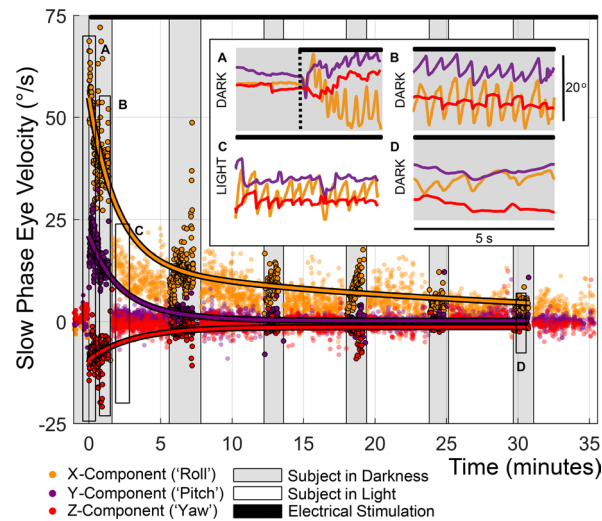 75
50
25
0
-25
Slow Phase Eye Velocity (°/s)
A
B
C
D
A
DARK
B
DARK
20°
C
LIGHT
D
DARK
5 s
0
5
10
15
20
25
30
35
Time (minutes)
X-Component ('Roll')
Subject in Darkness
Y-Component ('Pitch')
Subject in Light
Z-Component ('Yaw')
Electrical Stimulation